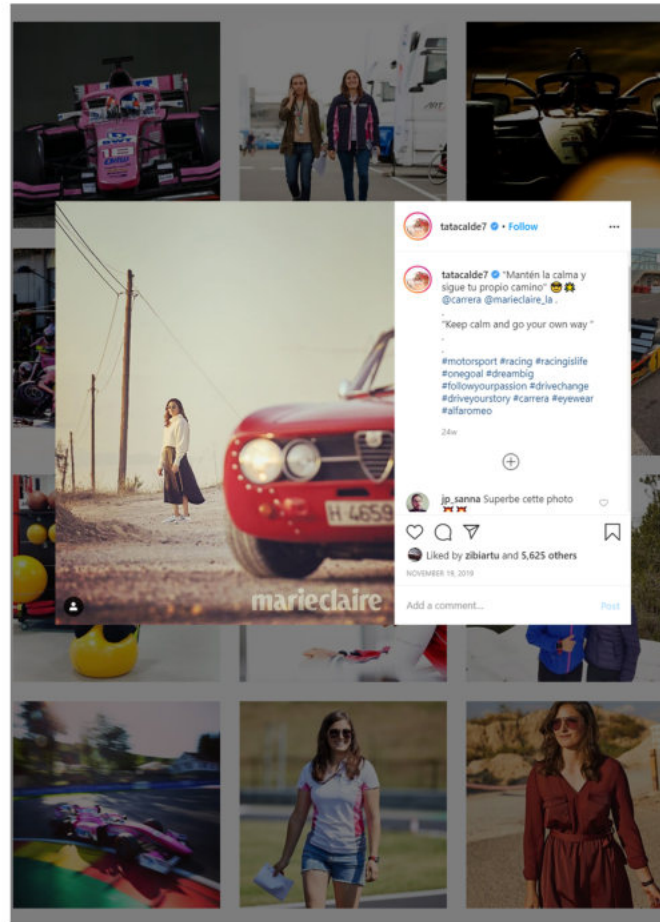 BWT
tatacalde7 • Follow
tatacalde7 "Mantén la calma y
sigue tu propio camino" 😎💥
@carrera @marieclaire_la .
.
"Keep calm and go your own way "
.
.
#motorsport #racing #racingislife
#onegoal #dreambig
#followyourpassion #drivechange
#driveyourstory #carrera #eyewear
#alfaromeo
24w
jp_sanna Superbe cette photo
H 4659
marieclaire
Liked by zibiartu and 5,625 others
NOVEMBER 19, 2019
Add a comment...
Post